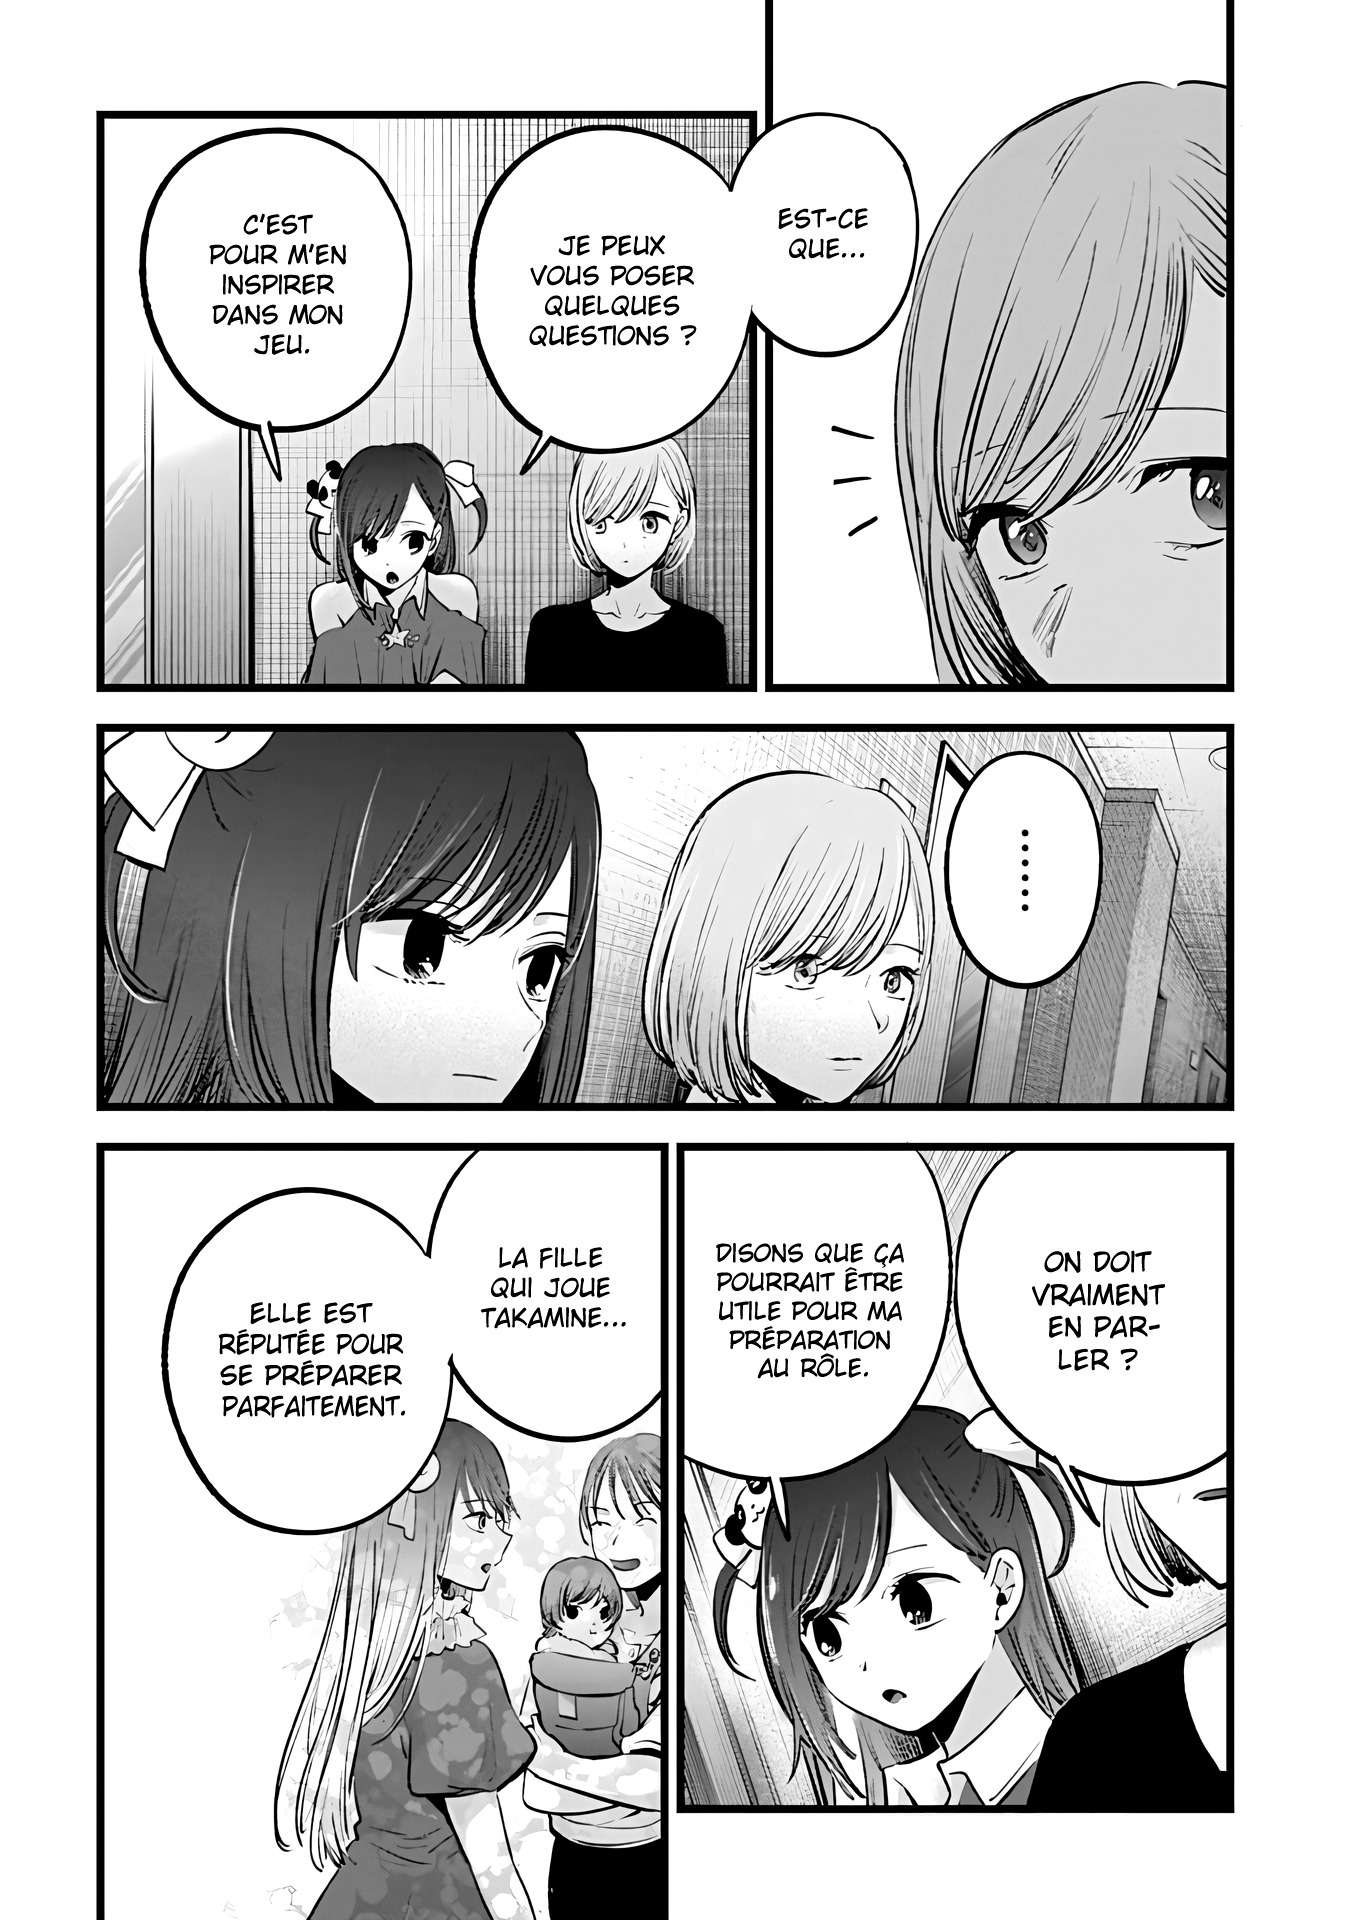 EST-CE
QUE...
JE PEUX
VOUS POSER
QUELQUES
QUESTIONS ?
C'EST
POUR M'EN
INSPIRER
DANS MON
JEU.
.......
ON DOIT
VRAIMENT
EN PAR-
LER ?
DISONS QUE ÇA
POURRAIT ÊTRE
UTILE POUR MA
PRÉPARATION
AU RÔLE.
LA FILLE
QUI JOUE
TAKAMINE...
ELLE EST
RÉPUTÉE POUR
SE PRÉPARER
PARFAITEMENT.